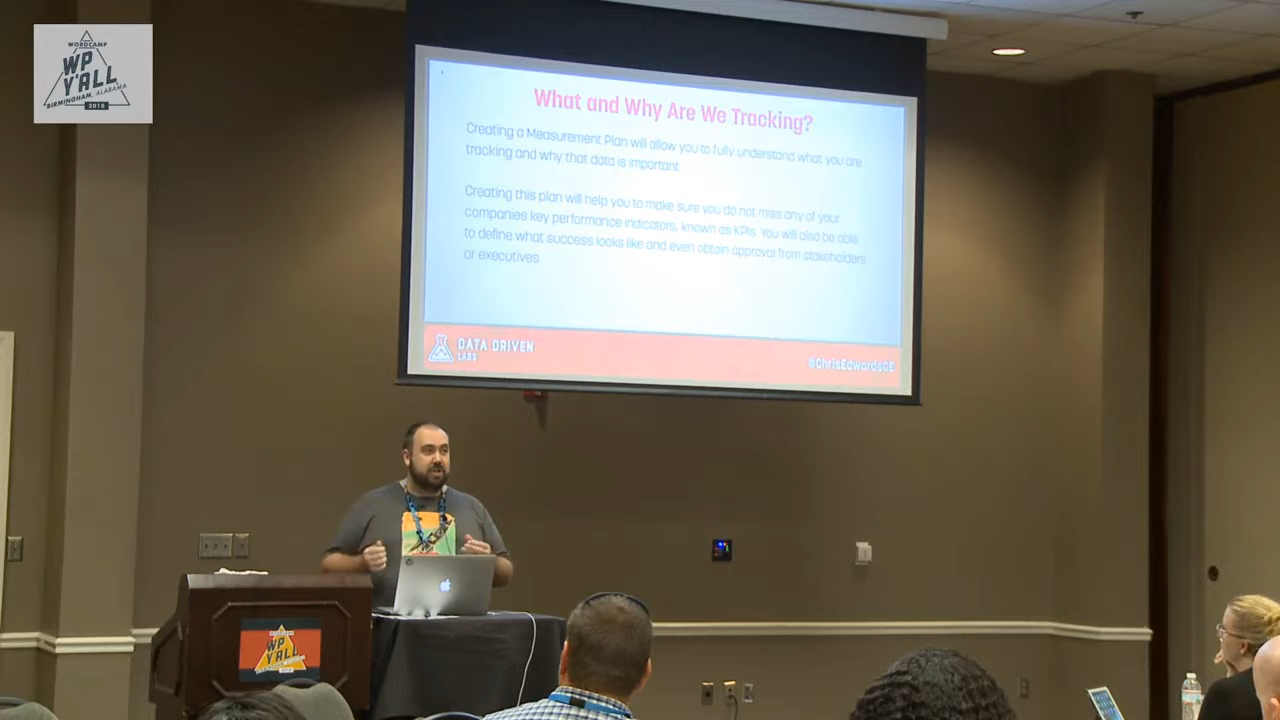 WORDCAMP
WP
Y'ALL
BIRMINGHAM, ALABAMA
2018
What and Why Are We Tracking?
Creating a Measurement Plan will allow you to fully understand what you are
tracking and why that data is important.
Creating this plan will help you to make sure you do not miss any of your
companies key performance indicators, known as KPIs. You will also be able
to define what success looks like and even obtain approval from stakeholders
or executives.
DATA DRIVEN
LABS
@ChrisEdwardsCE
WORDCAMP
WP
Y'ALL
BIRMINGHAM, ALABAMA